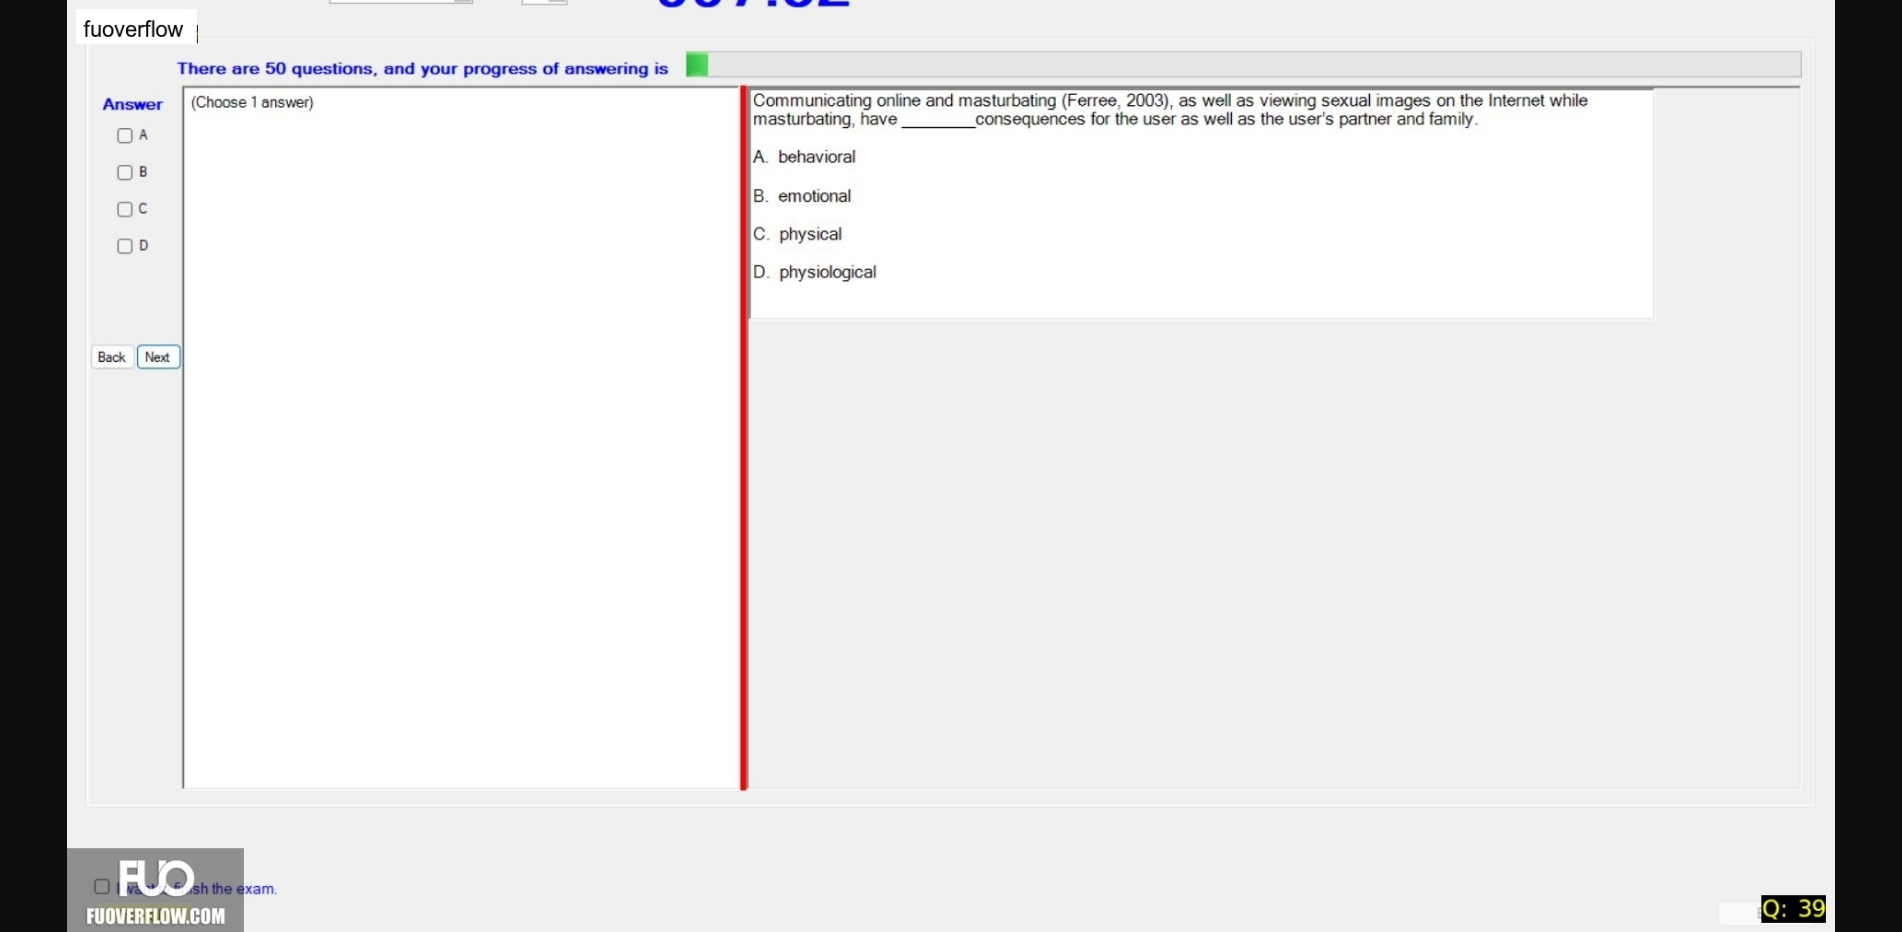 fuoverflow
There are 50 questions, and your progress of answering is
Answer
(Choose 1 answer)
A
B
C
D
Back Next
Communicating online and masturbating (Ferree, 2003), as well as viewing sexual images on the Internet while
masturbating, have ________consequences for the user as well as the user's partner and family.
A. behavioral
B. emotional
C. physical
D. physiological
FUO
sh the exam.
FUOVERFLOW.COM
Q: 39